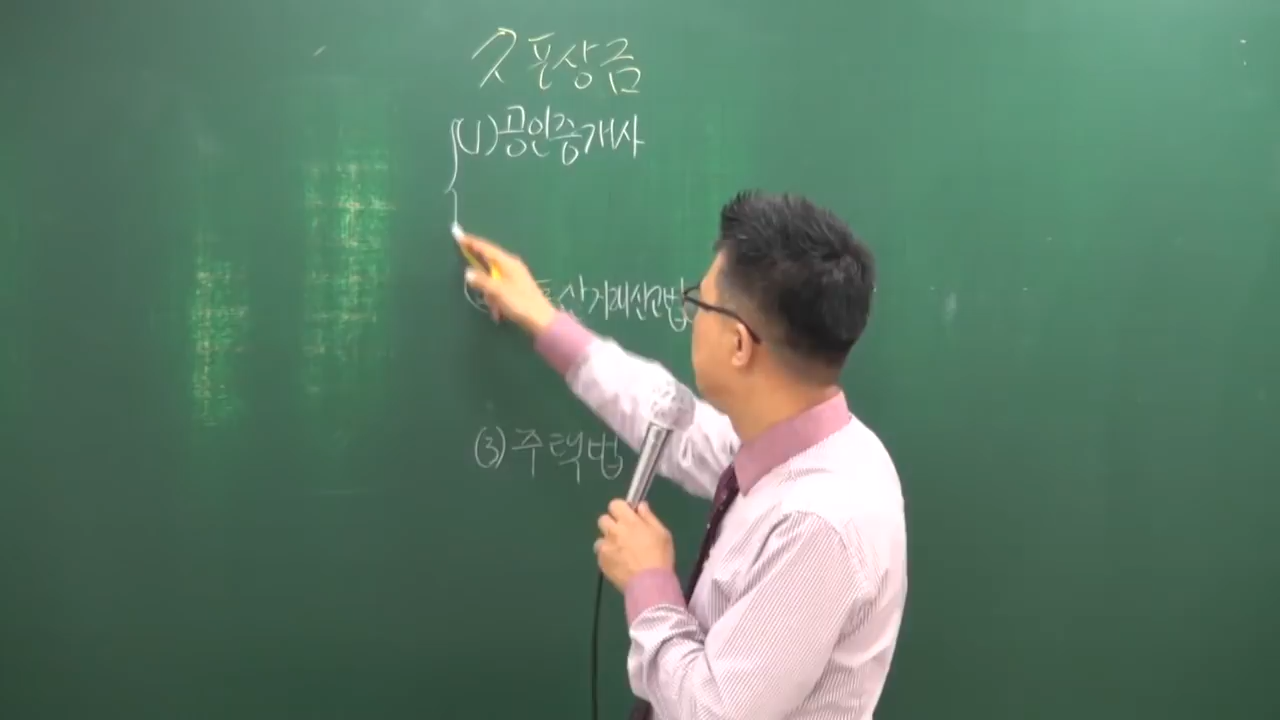 포상금
(1) 공인중개사
산거래신고법
(3) 주택법